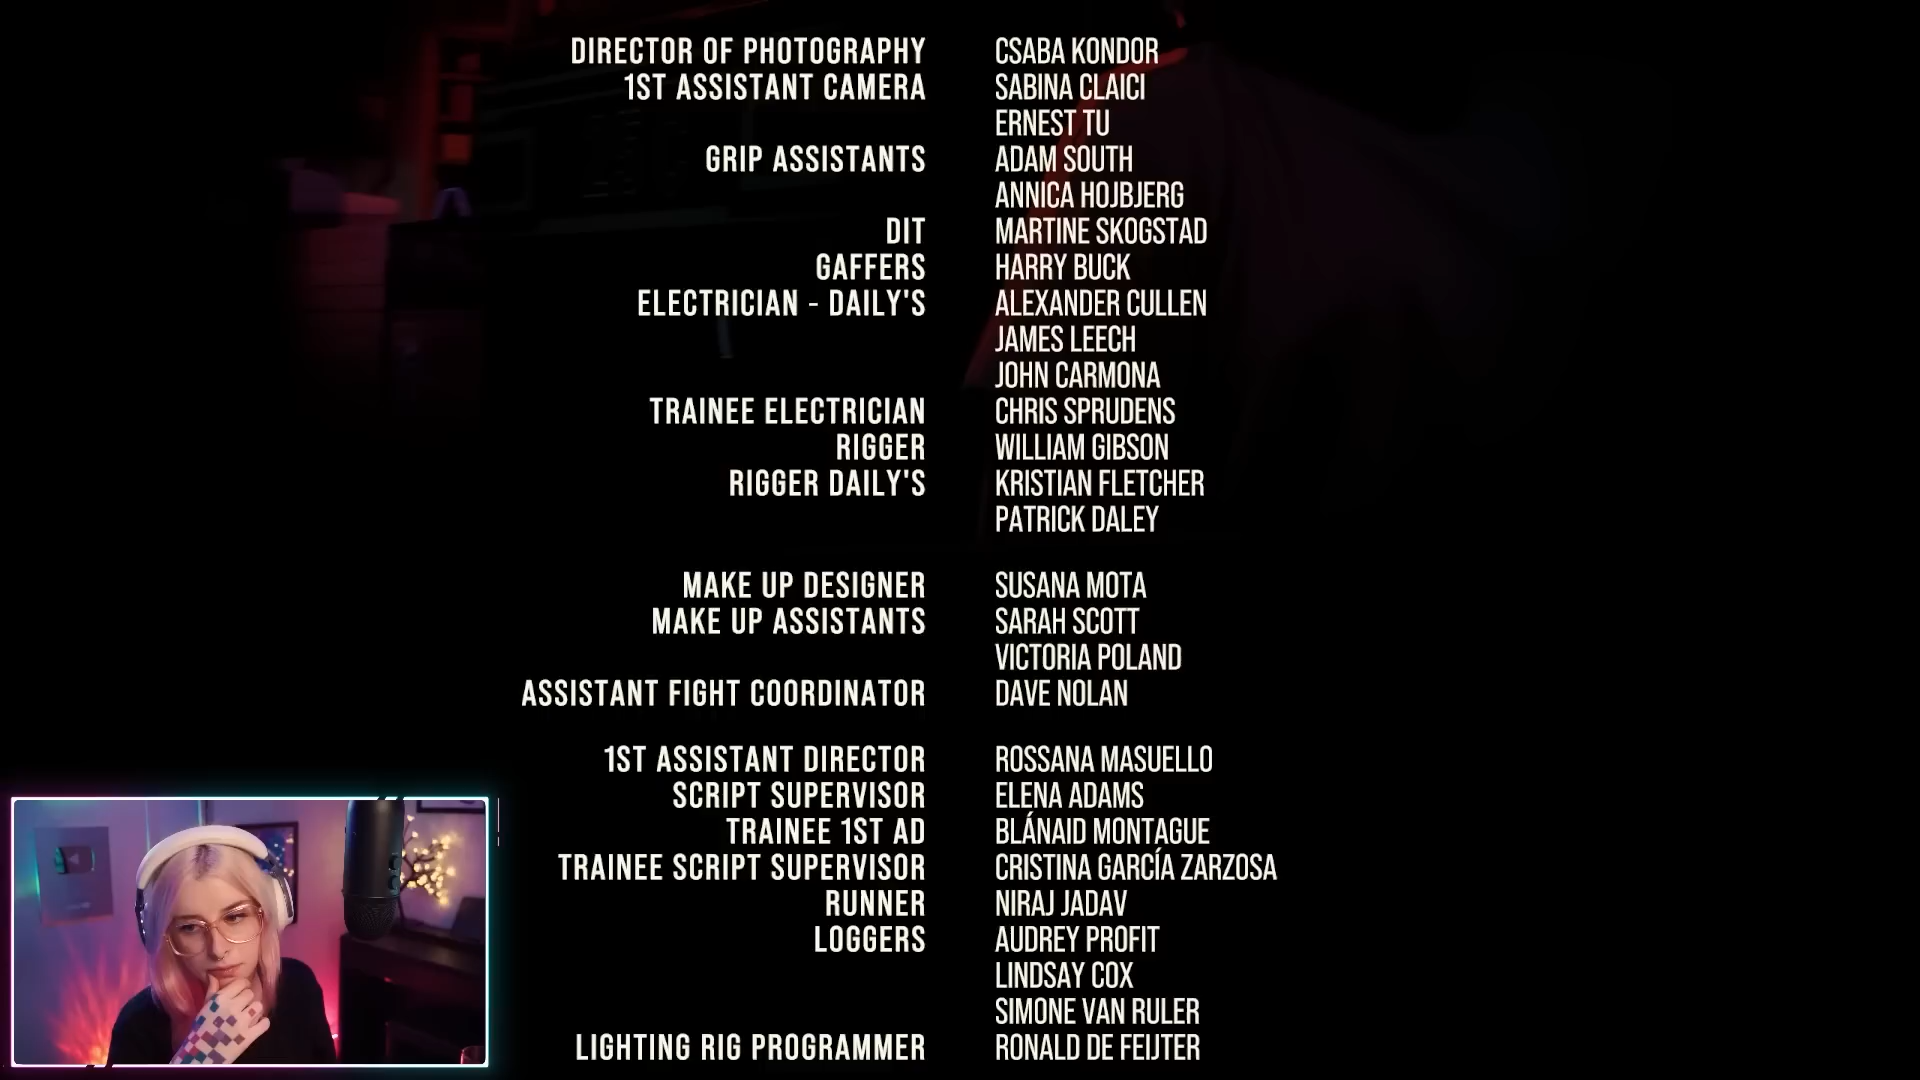 DIRECTOR OF PHOTOGRAPHY CSABA KONDOR
1ST ASSISTANT CAMERA SABINA CLAICI
ERNEST TU
GRIP ASSISTANTS ADAM SOUTH
ANNICA HOJBJERG
DIT MARTINE SKOGSTAD
GAFFERS HARRY BUCK
ELECTRICIAN - DAILY'S ALEXANDER CULLEN
JAMES LEECH
JOHN CARMONA
TRAINEE ELECTRICIAN CHRIS SPRUDENS
RIGGER WILLIAM GIBSON
RIGGER DAILY'S KRISTIAN FLETCHER
PATRICK DALEY
MAKE UP DESIGNER SUSANA MOTA
MAKE UP ASSISTANTS SARAH SCOTT
VICTORIA POLAND
ASSISTANT FIGHT COORDINATOR DAVE NOLAN
1ST ASSISTANT DIRECTOR ROSSANA MASUELLO
SCRIPT SUPERVISOR ELENA ADAMS
TRAINEE 1ST AD BLÁNAID MONTAGUE
TRAINEE SCRIPT SUPERVISOR CRISTINA GARCÍA ZARZOSA
RUNNER NIRAJ JADAV
LOGGERS AUDREY PROFIT
LINDSAY COX
SIMONE VAN RULER
LIGHTING RIG PROGRAMMER RONALD DE FEIJTER